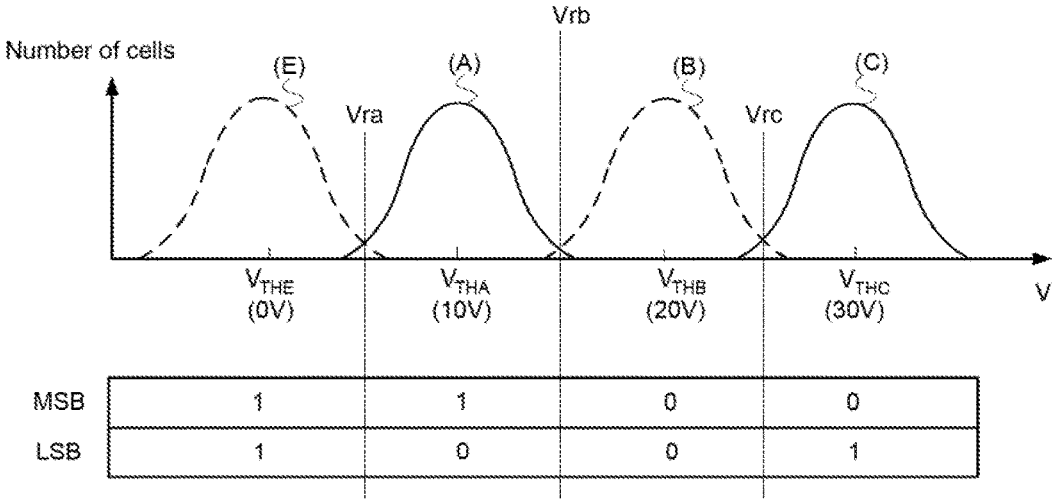 Vrb
Number of cells
(E)
(A)
(B)
(C)
Vra
Vrc
VTHE
VTHA
VTHB
VTHC
V
(0V)
(10V)
(20V)
(30V)
MSB 1 1 0 0
LSB 1 0 0 1